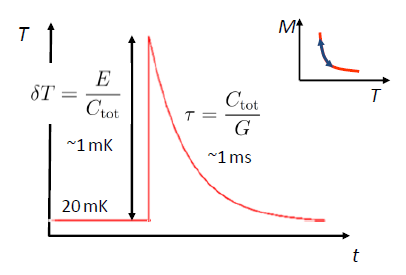 T
δT = E / C_tot
~1 mK
20 mK
τ = C_tot / G
~1 ms
t
M
T